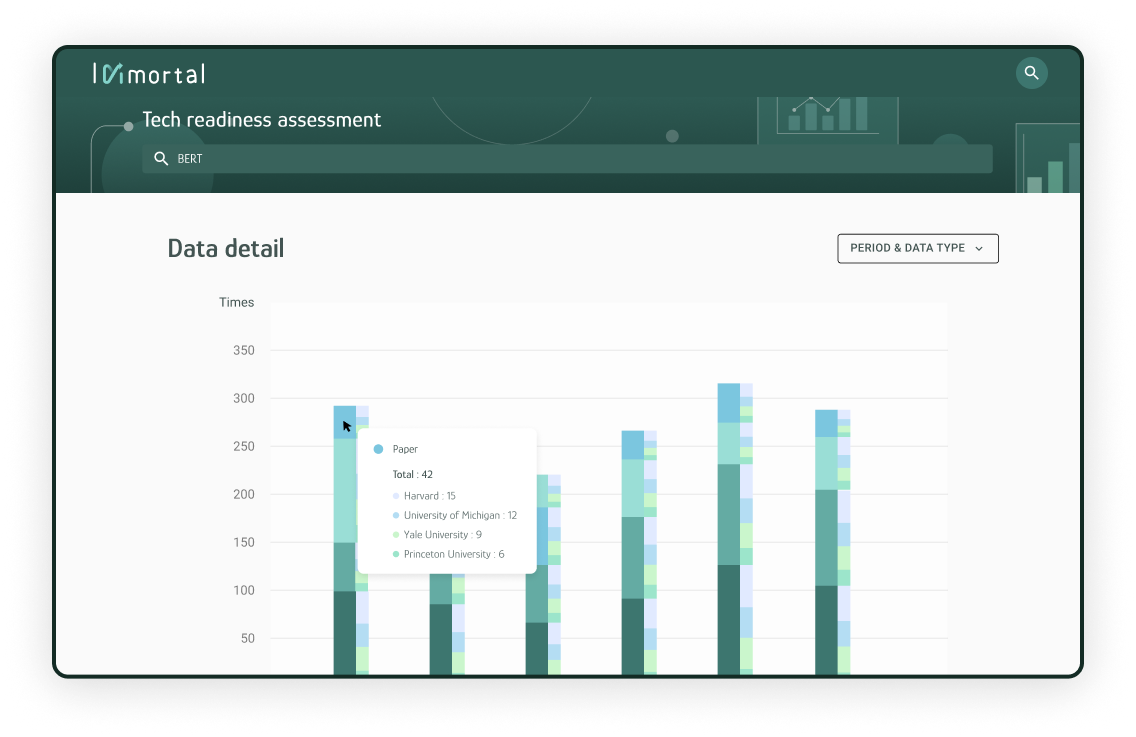 immortal
Tech readiness assessment
BERT
Data detail
PERIOD & DATA TYPE
Times
350
300
250
200
150
100
50
Paper
Total : 42
Harvard : 15
University of Michigan : 12
Yale University : 9
Princeton University : 6